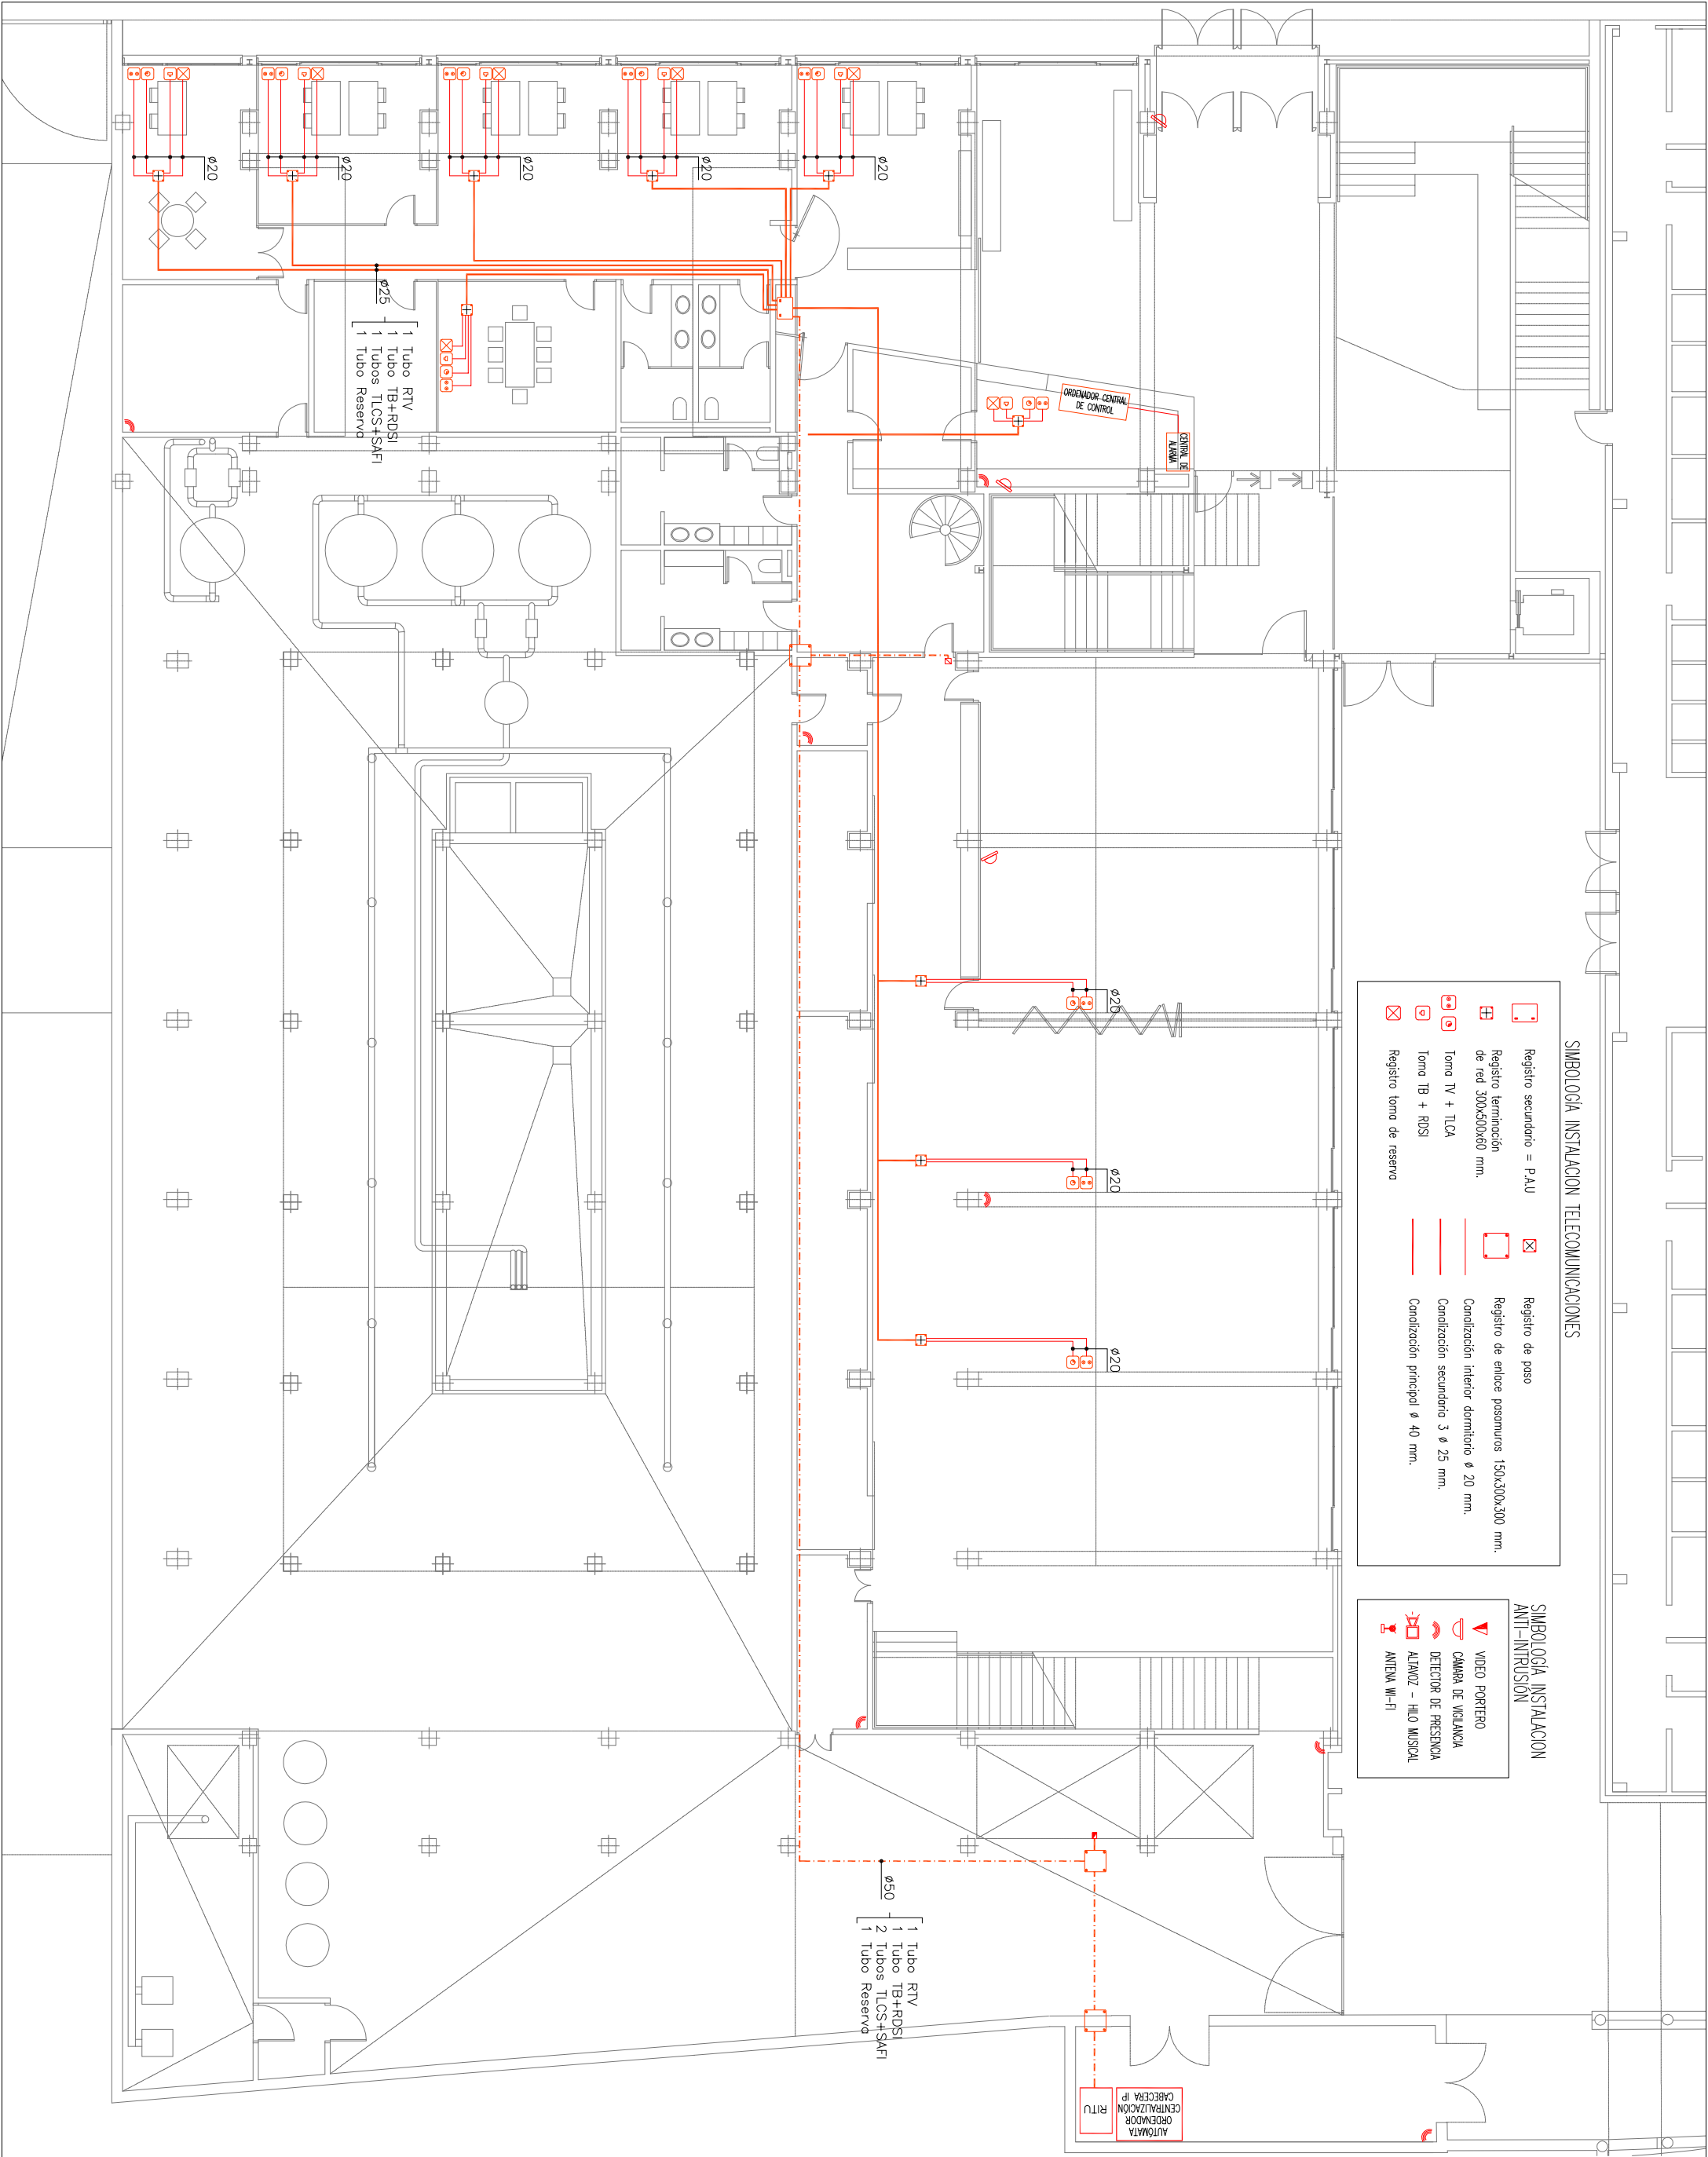 SIMBOLOGÍA INSTALACION TELECOMUNICACIONES
Registro secundario = P.A.U
Registro terminación
de red 300x500x60 mm.
Toma TV + TLCA
Toma TB + RDSI
Registro toma de reserva
Registro de paso
Registro de enlace pasamuros 150x300x300 mm.
Canalización interior dormitorio ø 20 mm.
Canalización secundaria 3 ø 25 mm.
Canalización principal ø 40 mm.
SIMBOLOGÍA INSTALACION
ANTI-INTRUSIÓN
VIDEO PORTERO
CÁMARA DE VIGILANCIA
DETECTOR DE PRESENCIA
ALTAVOZ - HILO MUSICAL
ANTENA WI-FI
ø20
ø20
ø20
ø20
ø20
ø25
1 Tubo RTV
1 Tubo TB+RDSI
1 Tubos TLCS+SAFI
1 Tubo Reserva
ORDENADOR CENTRAL
DE CONTROL
CENTRAL DE
ALARMA
ø20
ø20
ø20
ø50
1 Tubo RTV
1 Tubo TB+RDSI
2 Tubos TLCS+SAFI
1 Tubo Reserva
RITU
AUTÓMATA
ORDENADOR
CENTRALIZACIÓN
CABECERA IP